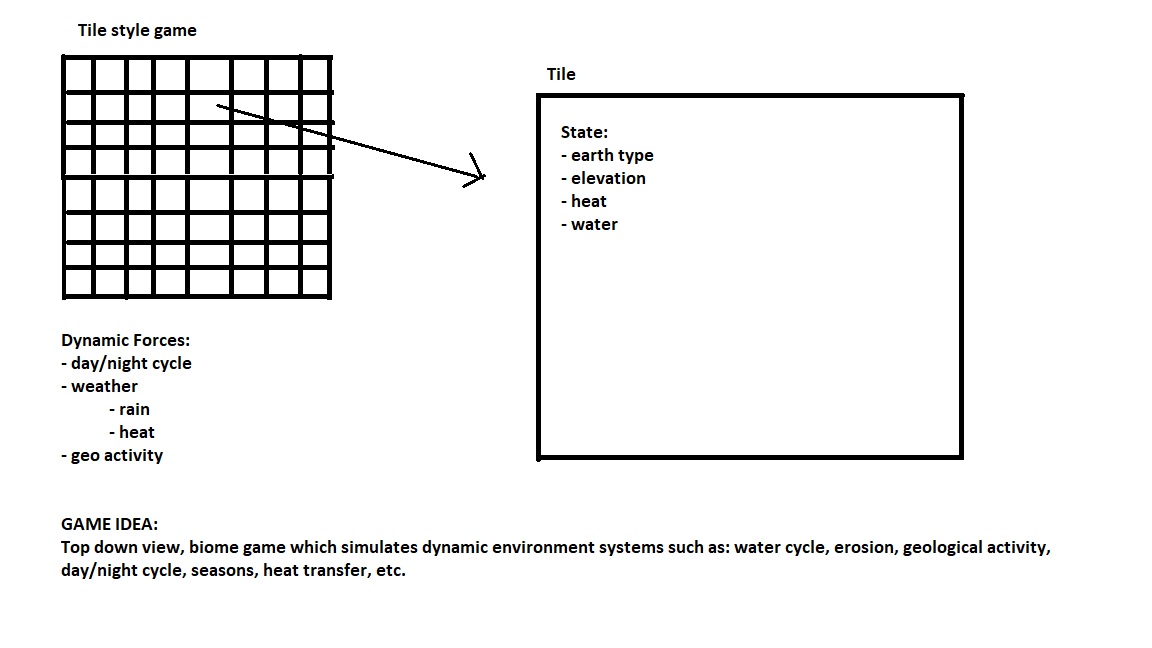 Tile style game
Tile
State:
- earth type
- elevation
- heat
- water
Dynamic Forces:
- day/night cycle
- weather
- rain
- heat
- geo activity
GAME IDEA:
Top down view, biome game which simulates dynamic environment systems such as: water cycle, erosion, geological activity,
day/night cycle, seasons, heat transfer, etc.